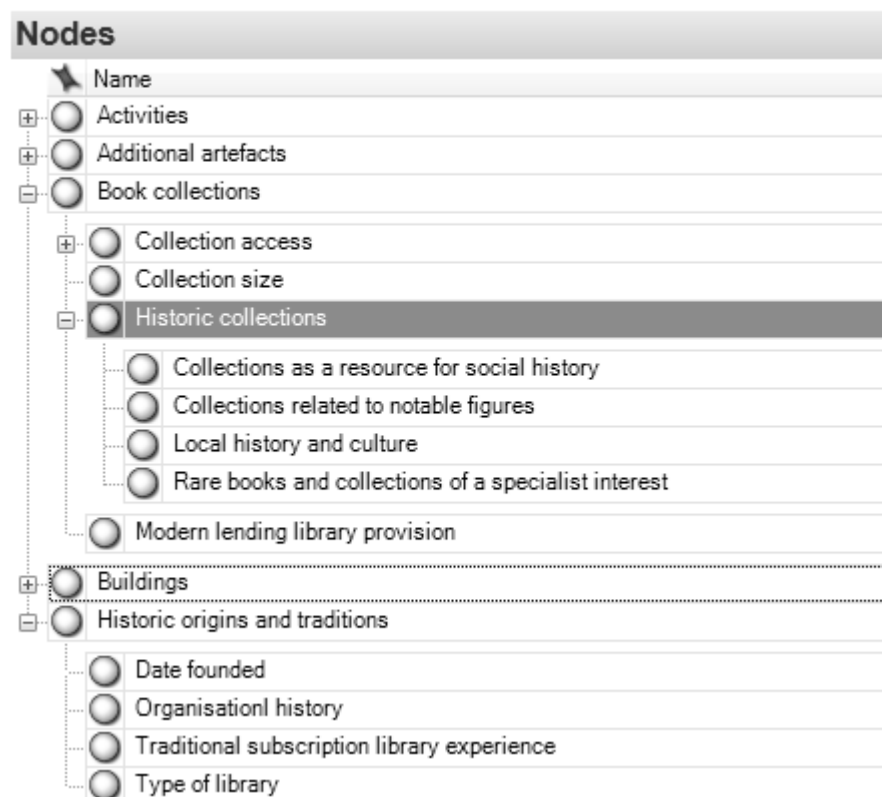 Nodes
Name
Activities
Additional artefacts
Book collections
Collection access
Collection size
Historic collections
Collections as a resource for social history
Collections related to notable figures
Local history and culture
Rare books and collections of a specialist interest
Modern lending library provision
Buildings
Historic origins and traditions
Date founded
Organisationl history
Traditional subscription library experience
Type of library